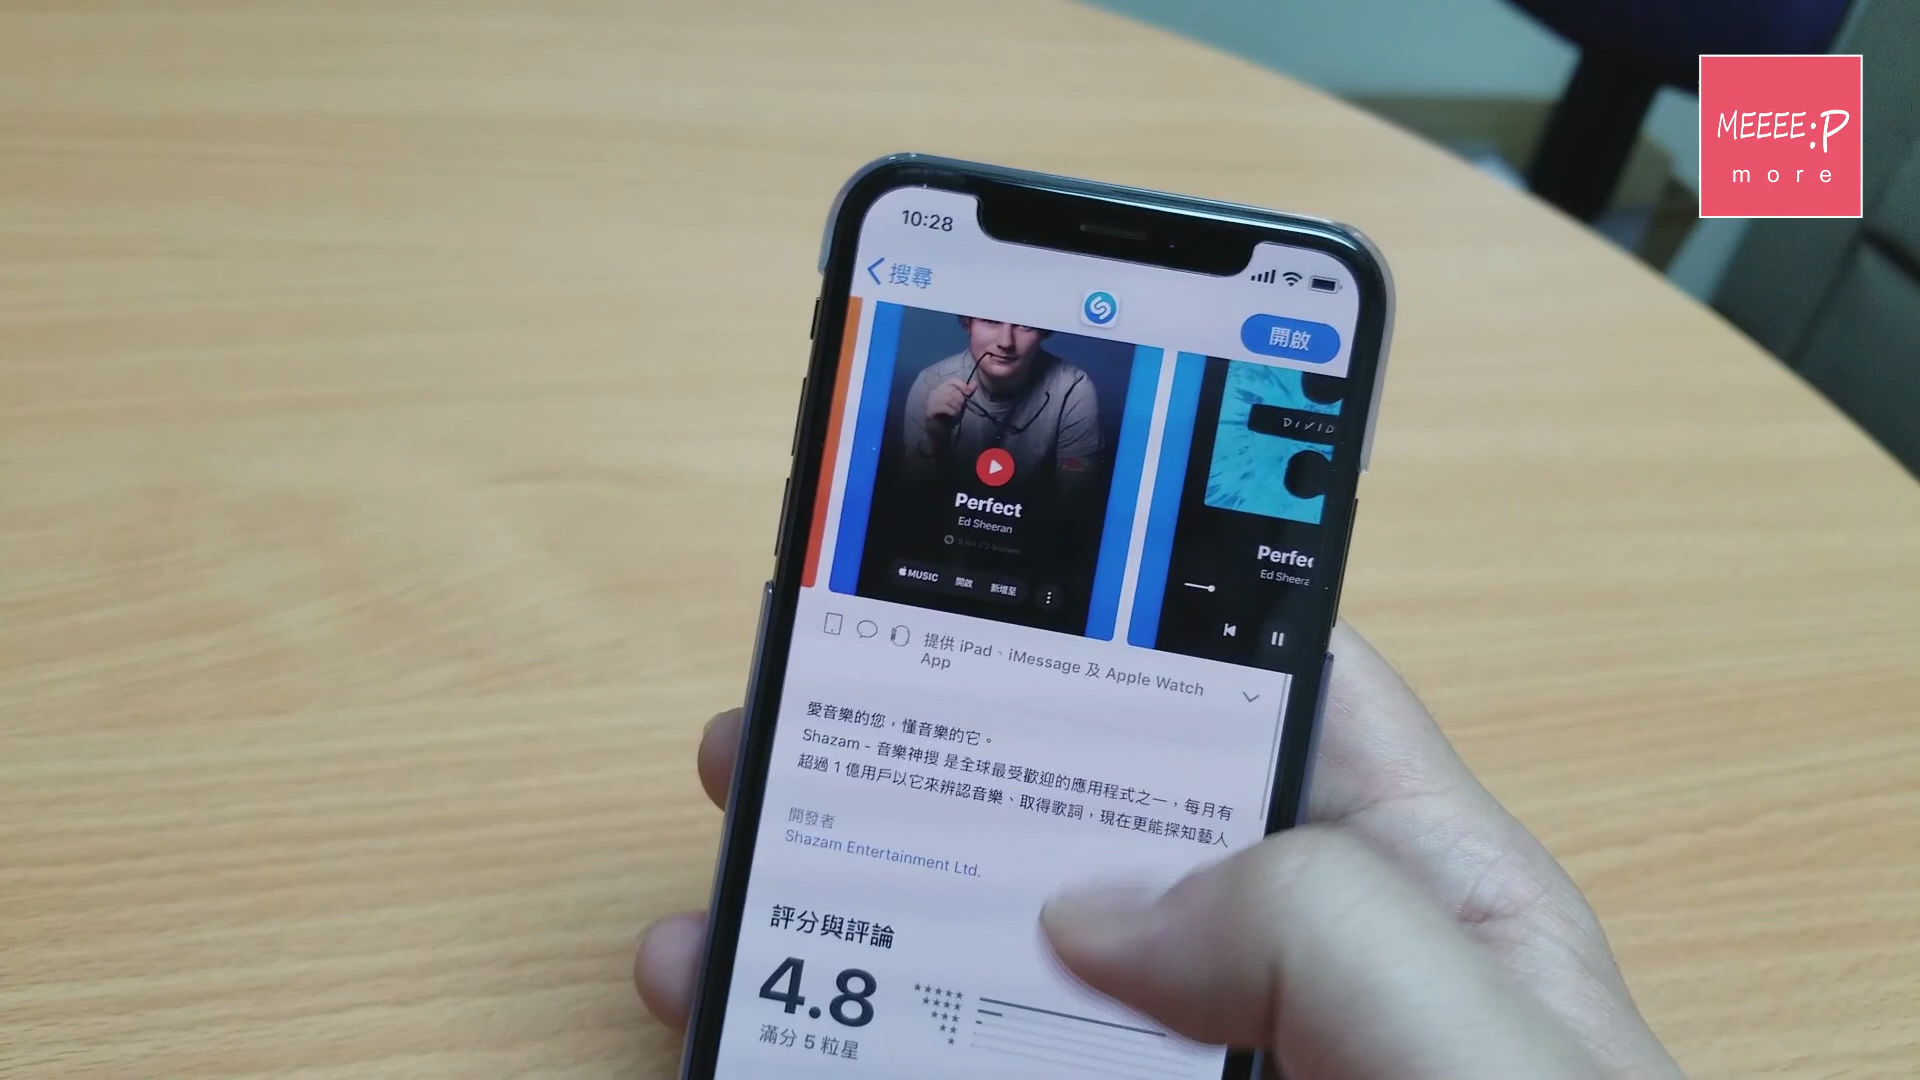 MEEEE:P
more
10:28
搜尋
開啟
DIVID
Perfect
Ed Sheeran
MUSIC 開啟 新增至
Perfec
Ed Sheera
提供 iPad、iMessage 及 Apple Watch
App
愛音樂的您，懂音樂的它。
Shazam - 音樂神搜 是全球最受歡迎的應用程式之一，每月有
超過 1 億用戶以它來辨認音樂、取得歌詞，現在更能探知藝人
開發者
Shazam Entertainment Ltd.
評分與評論
4.8
滿分 5 粒星